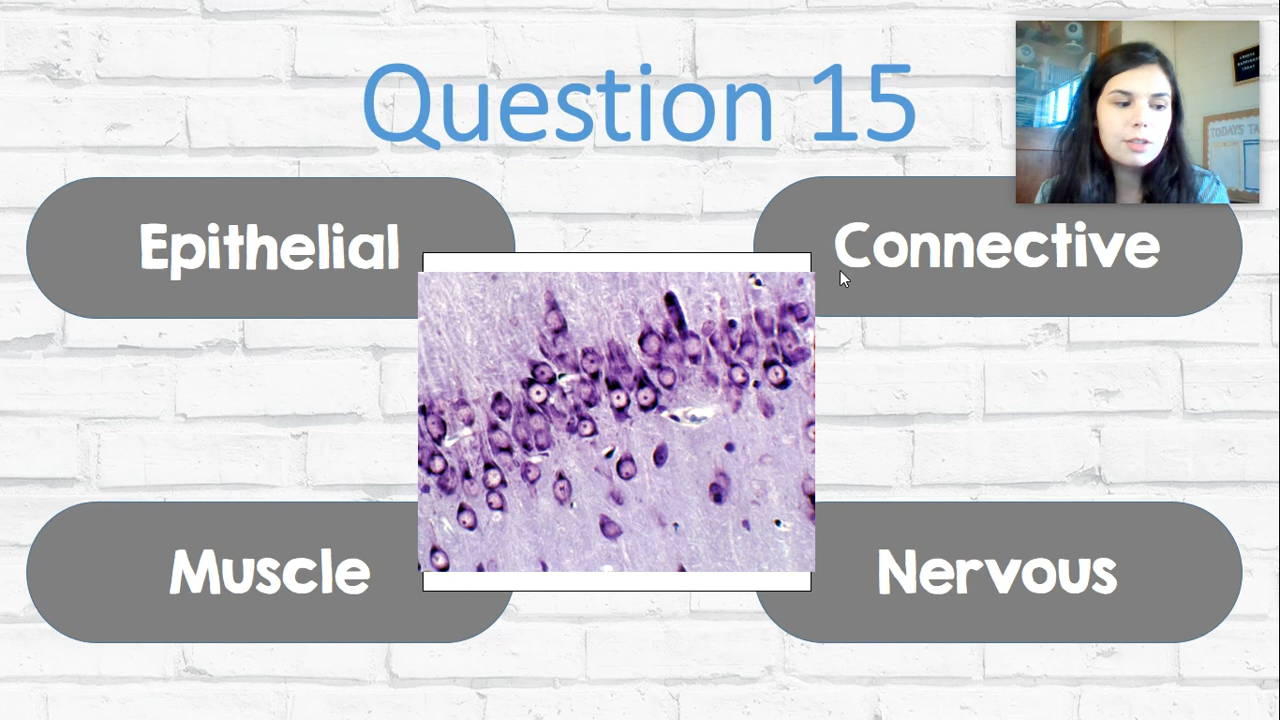 Question 15
Epithelial
Connective
Muscle
Nervous